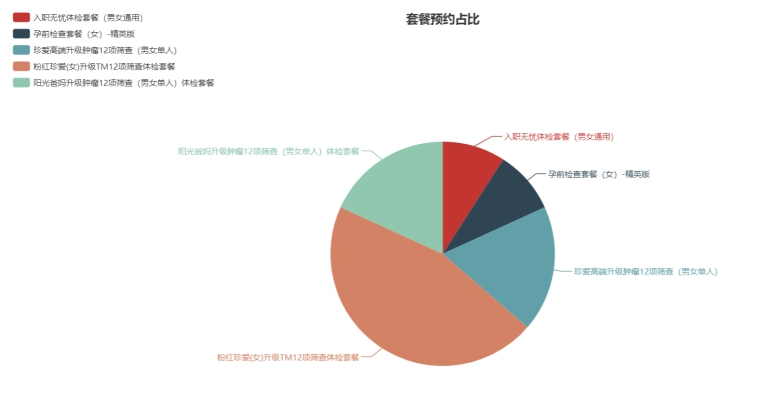 套餐预约占比
入职无忧体检套餐（男女通用）
孕前检查套餐（女）-精英版
珍爱高端升级肿瘤12项筛查（男女单人）
粉红珍爱(女)升级TM12项筛查体检套餐
阳光爸妈升级肿瘤12项筛查（男女单人）体检套餐
入职无忧体检套餐（男女通用）
阳光爸妈升级肿瘤12项筛查（男女单人）体检套餐
孕前检查套餐（女）-精英版
珍爱高端升级肿瘤12项筛查（男女单人）
粉红珍爱(女)升级TM12项筛查体检套餐